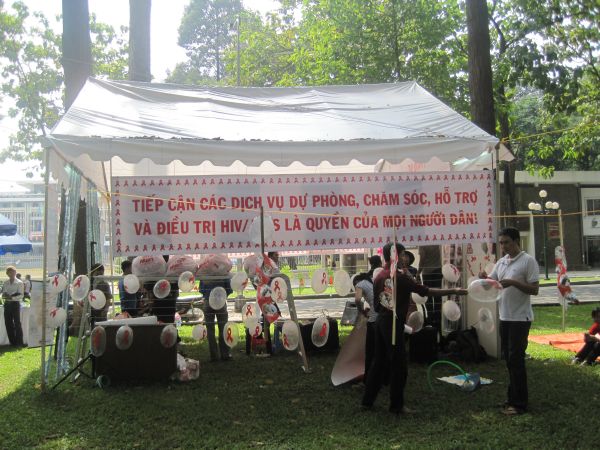 TIẾP CẬN CÁC DỊCH VỤ DỰ PHÒNG, CHĂM SÓC, HỖ TRỢ
VÀ ĐIỀU TRỊ HIV/AIDS LÀ QUYỀN CỦA MỌI NGƯỜI DÂN!